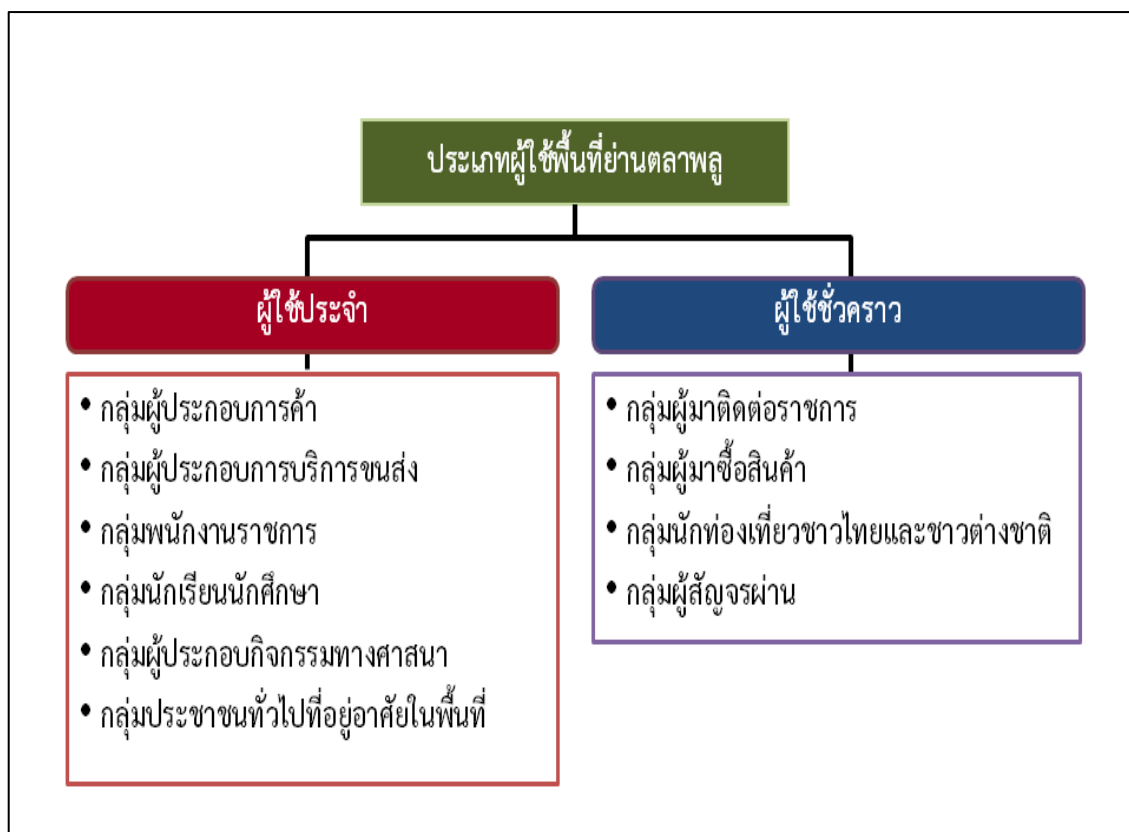 ประเภทผู้ใช้พื้นที่ย่านตลาพลู
ผู้ใช้ประจำ
• กลุ่มผู้ประกอบการค้า
• กลุ่มผู้ประกอบการบริการขนส่ง
• กลุ่มพนักงานราชการ
• กลุ่มนักเรียนนักศึกษา
• กลุ่มผู้ประกอบกิจกรรมทางศาสนา
• กลุ่มประชาชนทั่วไปที่อยู่อาศัยในพื้นที่
ผู้ใช้ชั่วคราว
• กลุ่มผู้มาติดต่อราชการ
• กลุ่มผู้มาซื้อสินค้า
• กลุ่มนักท่องเที่ยวชาวไทยและชาวต่างชาติ
• กลุ่มผู้สัญจรผ่าน